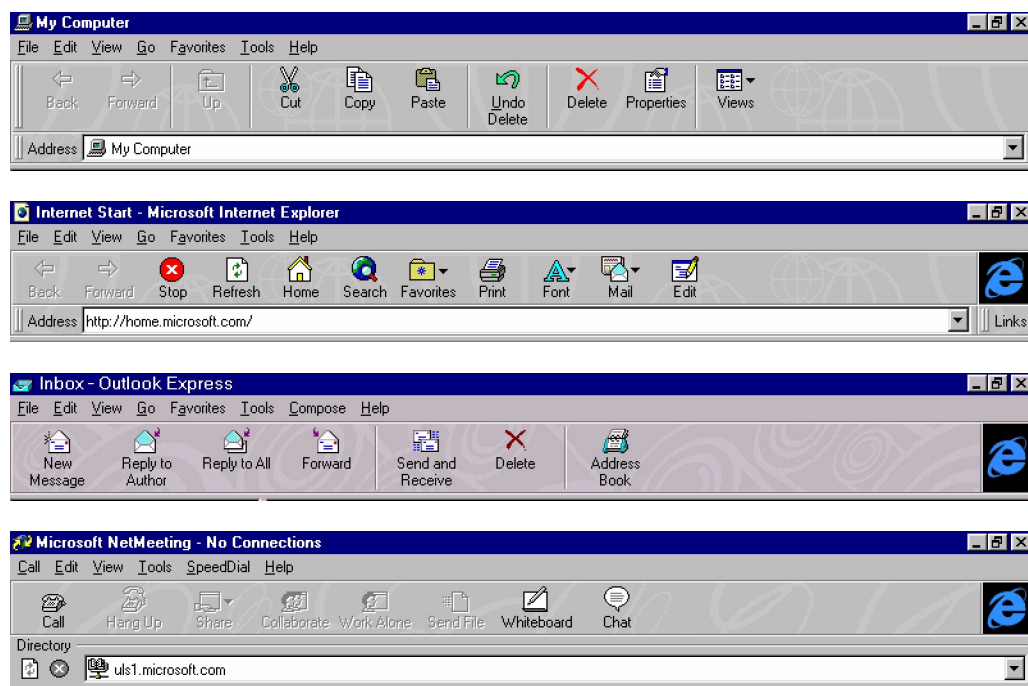 My Computer
File Edit View Go Favorites Tools Help
Back Forward Up Cut Copy Paste Undo Delete Delete Properties Views
Address My Computer
Internet Start - Microsoft Internet Explorer
File Edit View Go Favorites Tools Help
Back Forward Stop Refresh Home Search Favorites Print Font Mail Edit
Address http://home.microsoft.com/ Links
Inbox - Outlook Express
File Edit View Go Favorites Tools Compose Help
New Message Reply to Author Reply to All Forward Send and Receive Delete Address Book
Microsoft NetMeeting - No Connections
Call Edit View Tools SpeedDial Help
Call Hang Up Share Collaborate Work Alone Send File Whiteboard Chat
Directory
uls1.microsoft.com